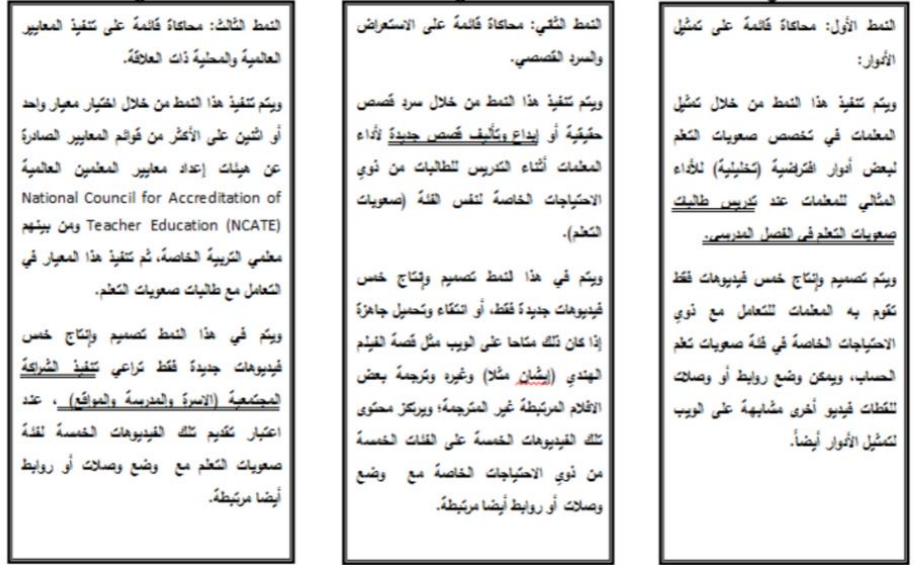 النمط الأول: محاكاة قائمة على تمثيل
الأدوار:
ويتم تنفيذ هذا النمط من خلال تمثيل
المعلمات في تخصص صعويات التعلم
لبعض أدوار افتراضية (تخليلية) للأداء
المثالي للمعلمات عند تدريس طالبات
صعويات التعلم في الفصل المدرسي.
ويتم تصميم وإنتاج خمس فيديوهات فقط
تقوم به المعلمات للتعامل مع ذوي
الاحتياجات الخاصة في فئة صعويات تعلم
الحساب، ويمكن وضع روابط أو وصلات
للقطات فيديو أخرى مشابهة على الويب
لتمثيل الأدوار أيضاً.
النمط الثاني: محاكاة قائمة على الاستعراض
والسرد القصصي.
ويتم تنفيذ هذا النمط من خلال سرد قصص
حقيقية أو إبداع وتأليف قصص جديدة لأداء
المعلمات أثناء التدريس للطالبات من ذوي
الاحتياجات الخاصة لنفس الفئة (صعويات
التعلم).
ويتم في هذا النمط تصميم وإنتاج خمس
فيديوهات جديدة فقط، أو انتقاء وتحميل جاهزة
إذا كان ذلك متاحا على الويب مثل قصة الفيلم
الهندي (إيشان مثلا) وغيره وترجمة بعض
الافلام المرتبطة غير المترجمة؛ ويرتكز محتوى
تلك الفيديوهات الخمسة على الفئات الخمسة
من ذوي الاحتياجات الخاصة مع وضع
وصلات أو روابط أيضا مرتبطة.
النمط الثالث: محاكاة قائمة على تنفيذ المعايير
العالمية والمحلية ذات العلاقة.
ويتم تنفيذ هذا النمط من خلال اختيار معيار واحد
أو اثنين على الأكثر من قوائم المعايير الصادرة
عن هيئات إعداد معايير المعلمين العالمية
National Council for Accreditation of
Teacher Education (NCATE) ومن بينهم
معلمي التربية الخاصة، ثم تنفيذ هذا المعيار في
التعامل مع طالبات صعويات التعلم.
ويتم في هذا النمط تصميم وإنتاج خمس
فيديوهات جديدة فقط تراعي تنفيذ الشراكة
المجتمعية (الاسرة والمدرسة والمواقع) ، عند
اعتبار تقديم تلك الفيديوهات الخمسة لفئة
صعويات التعلم مع وضع وصلات أو روابط
أيضا مرتبطة.